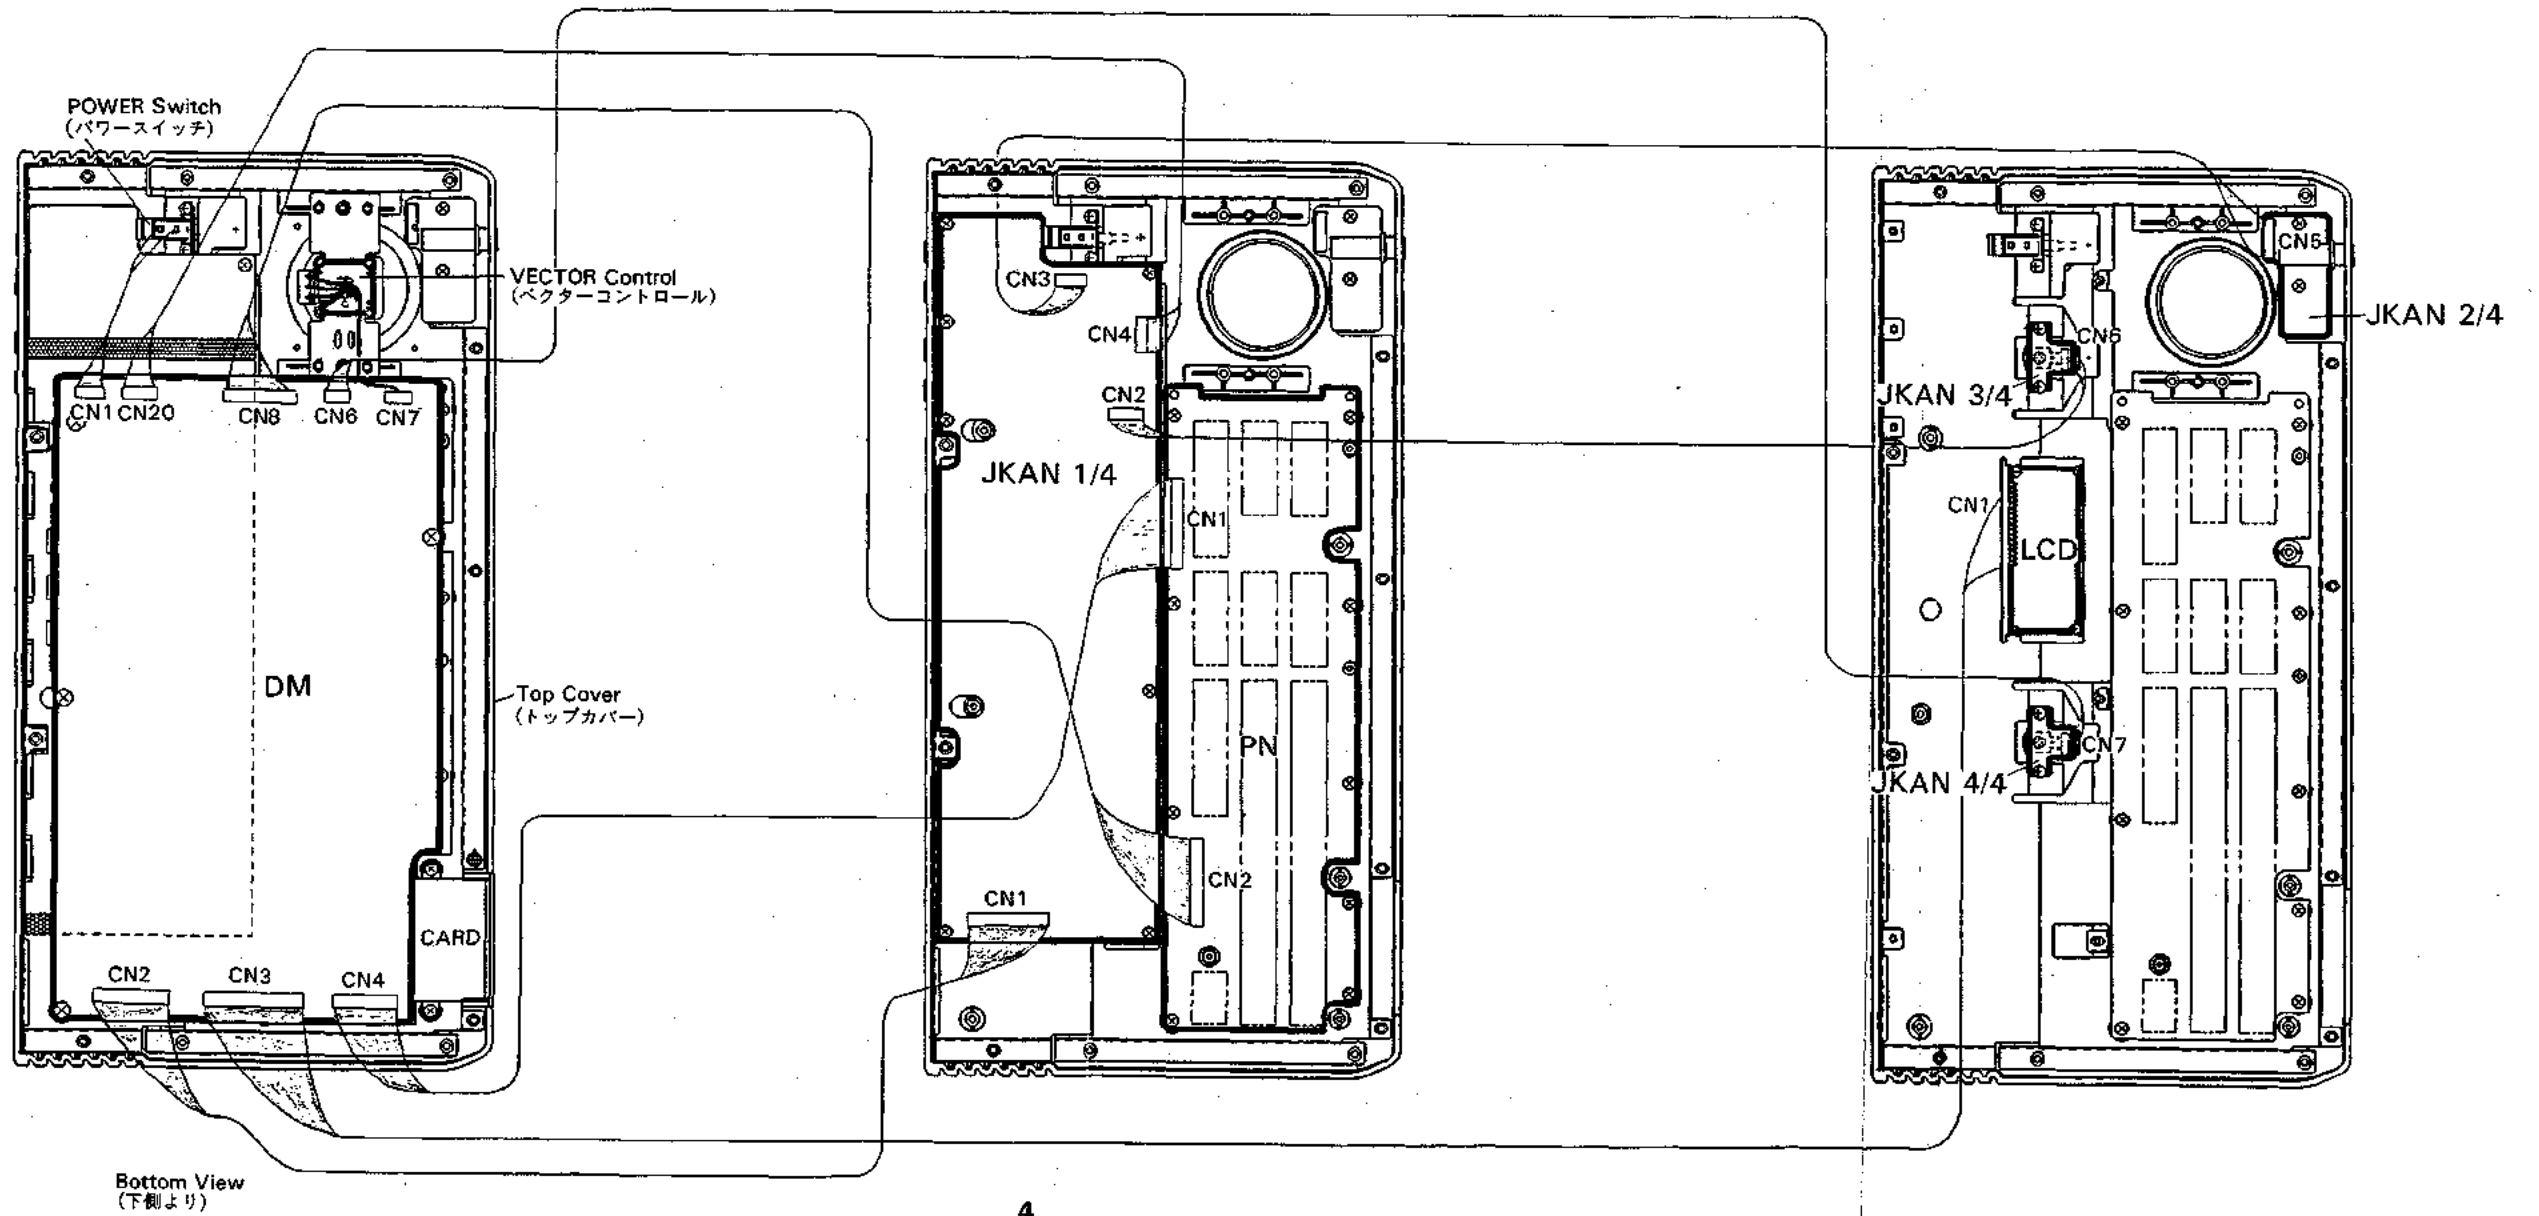 POWER Switch
(パワースイッチ)
VECTOR Control
(ベクターコントロール)
CN1 CN20 CN8 CN6 CN7
DM
Top Cover
(トップカバー)
CARD
CN2 CN3 CN4
Bottom View
(下側より)
CN3
CN4
CN2
JKAN 1/4
CN1
PN
CN2
CN1
CN5
JKAN 2/4
CN6
JKAN 3/4
CN1
LCD
CN7
JKAN 4/4
4